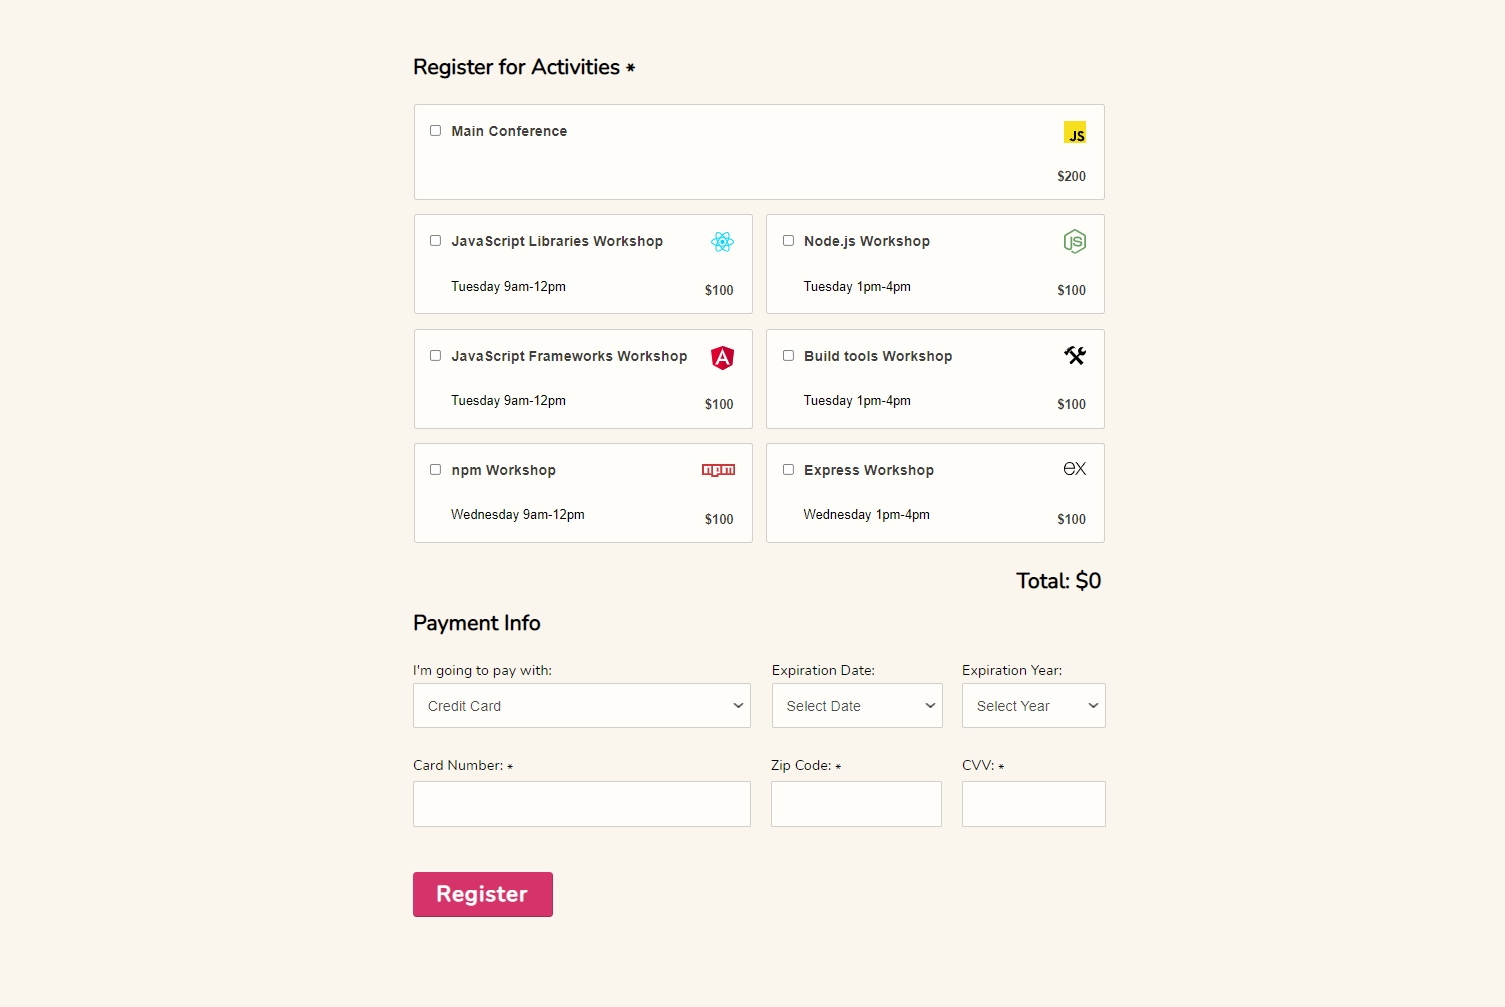 Register for Activities *
Main Conference
JS
$200
JavaScript Libraries Workshop
Tuesday 9am-12pm
$100
Node.js Workshop
JS
Tuesday 1pm-4pm
$100
JavaScript Frameworks Workshop
A
Tuesday 9am-12pm
$100
Build tools Workshop
Tuesday 1pm-4pm
$100
npm Workshop
npm
Wednesday 9am-12pm
$100
Express Workshop
ex
Wednesday 1pm-4pm
$100
Total: $0
Payment Info
I'm going to pay with:
Credit Card
Expiration Date:
Select Date
Expiration Year:
Select Year
Card Number: *
Zip Code: *
CVV: *
Register